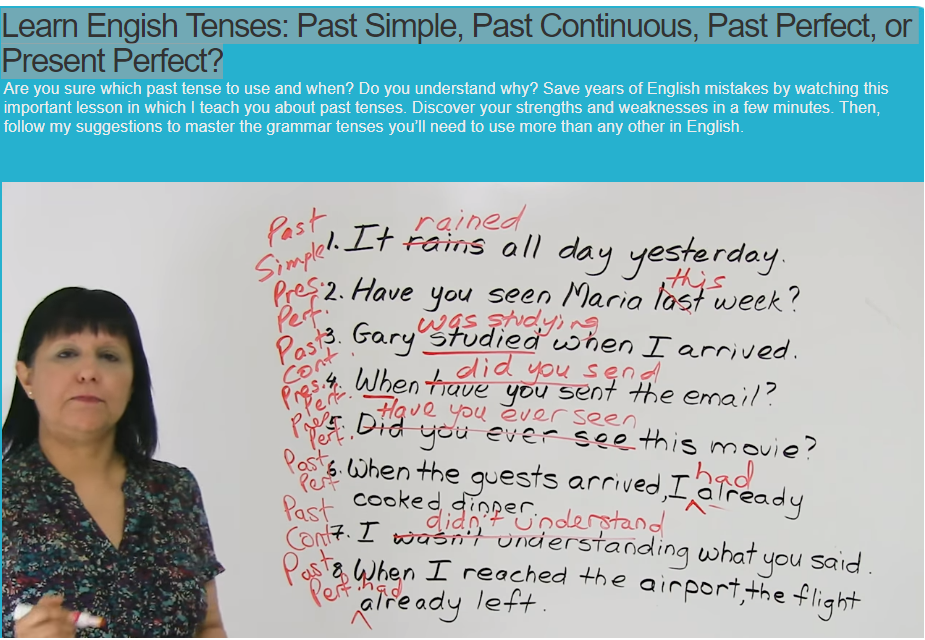 Learn Engish Tenses: Past Simple, Past Continuous, Past Perfect, or
Present Perfect?
Are you sure which past tense to use and when? Do you understand why? Save years of English mistakes by watching this
important lesson in which I teach you about past tenses. Discover your strengths and weaknesses in a few minutes. Then,
follow my suggestions to master the grammar tenses you'll need to use more than any other in English.
rained
Past Simple 1. It rains all day yesterday.
this
Pres. Perf. 2. Have you seen Maria last week?
was studying
Past Cont. 3. Gary studied when I arrived.
did you send
Pres. Perf. 4. When have you sent the email?
Have you ever seen
Pres. Perf. 5. Did you ever see this movie?
had
Past Perf 6. When the guests arrived, I already
cooked dinner.
didn't understand
Past Cont 7. I wasn't understanding what you said.
Past Perf. 8. When I reached the airport, the flight
had
already left.